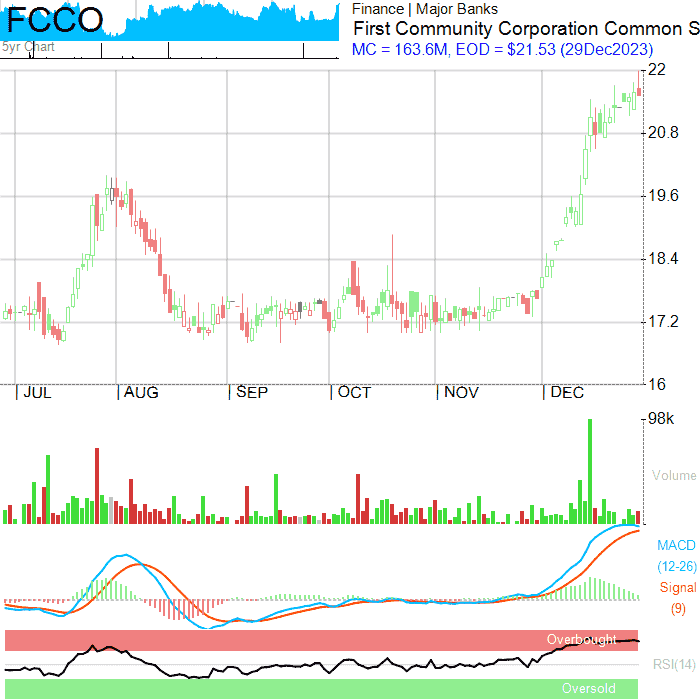 FCCO
5yr Chart
Finance | Major Banks
First Community Corporation Common S
MC = 163.6M, EOD = $21.53 (29Dec2023)
22
20.8
19.6
18.4
17.2
16
JUL AUG SEP OCT NOV DEC
98k
Volume
MACD
(12-26)
Signal
(9)
Overbought
RSI(14)
Oversold